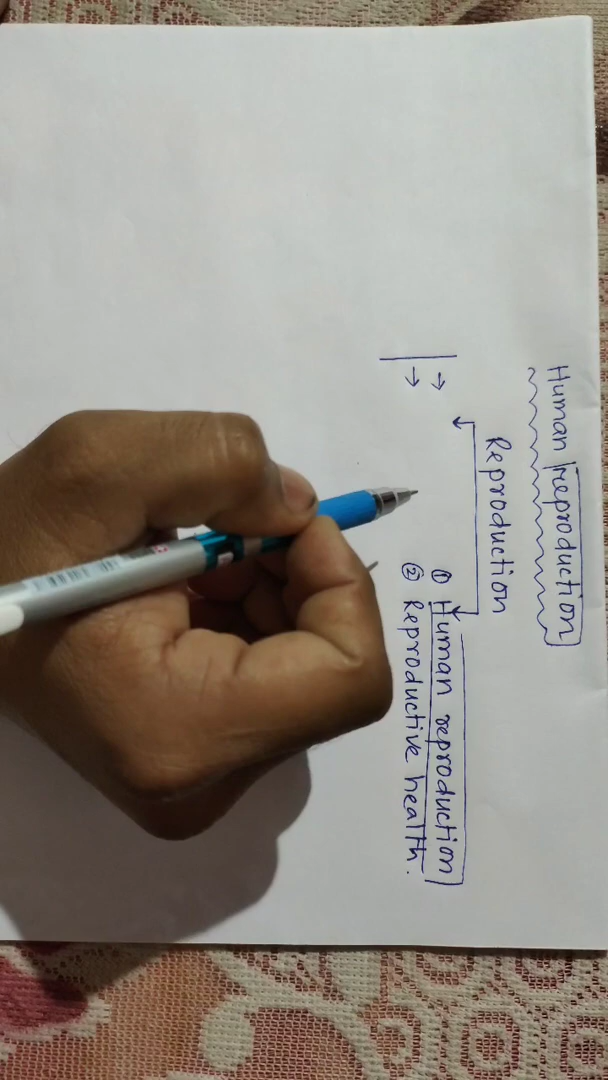 Human reproduction
Reproduction
① Human reproduction
② Reproductive health.